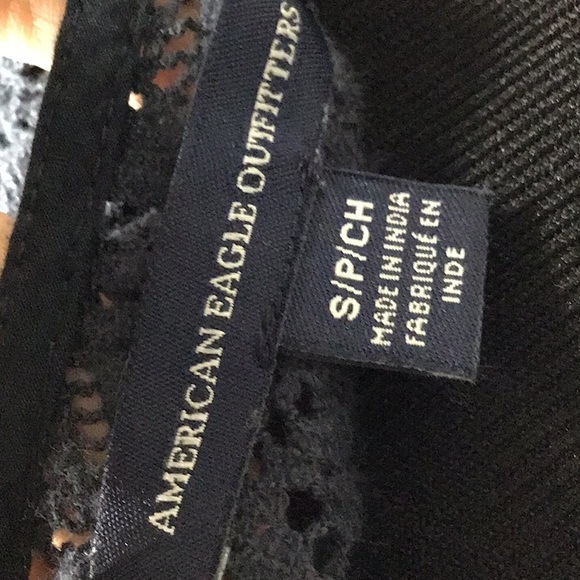 AMERICAN EAGLE OUTFITTERS
S/P/CH
MADE IN INDIA
FABRIQUÉ EN
INDE